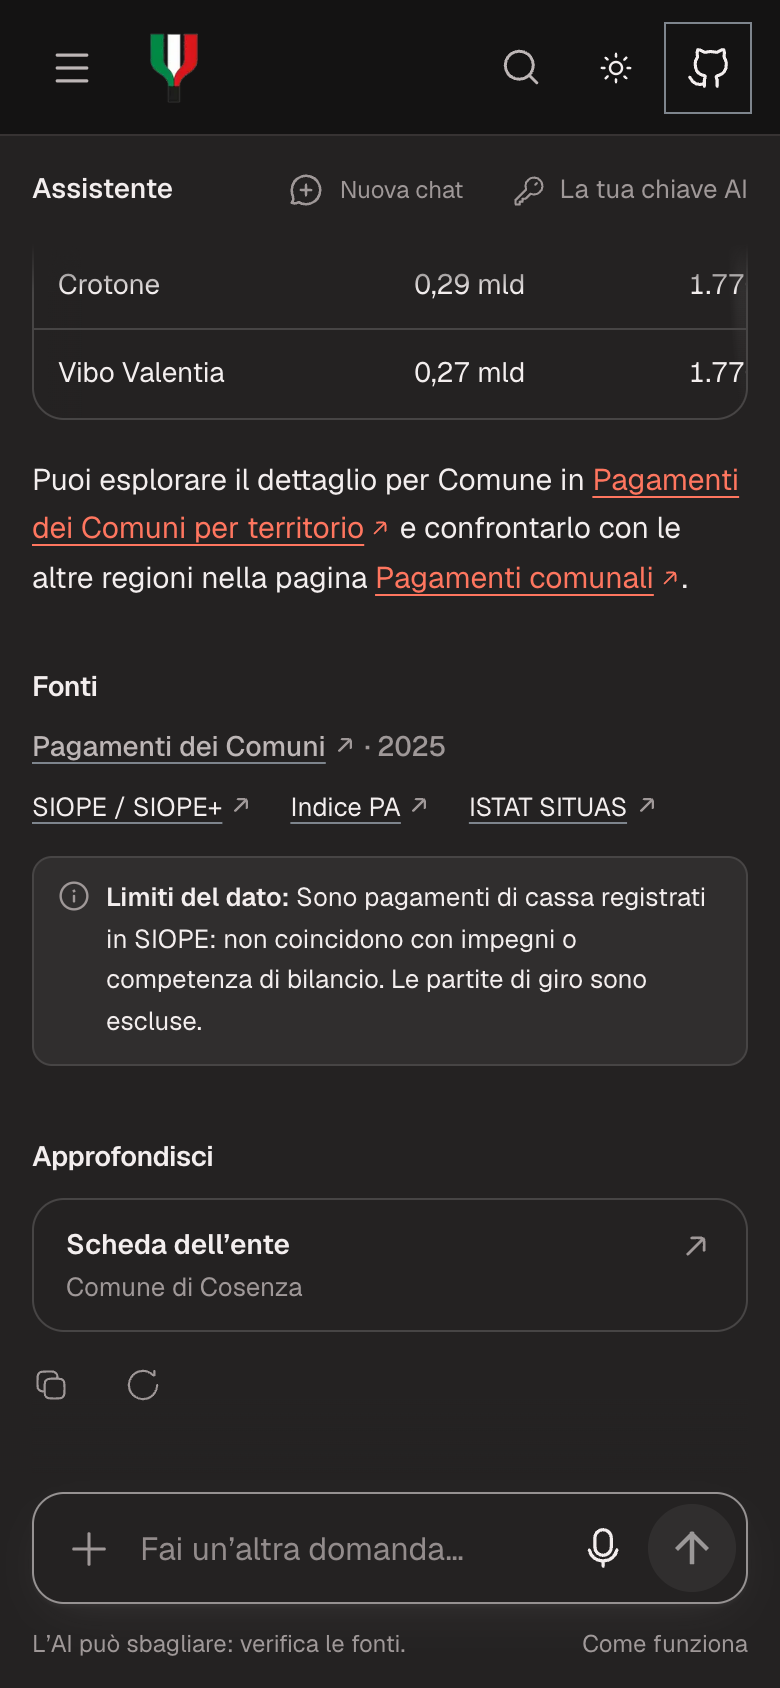 Assistente
Nuova chat
La tua chiave AI
Crotone 0,29 mld 1.77
Vibo Valentia 0,27 mld 1.77
Puoi esplorare il dettaglio per Comune in Pagamenti
dei Comuni per territorio ↗ e confrontarlo con le
altre regioni nella pagina Pagamenti comunali ↗.
Fonti
Pagamenti dei Comuni ↗ · 2025
SIOPE / SIOPE+ ↗ Indice PA ↗ ISTAT SITUAS ↗
Limiti del dato: Sono pagamenti di cassa registrati
in SIOPE: non coincidono con impegni o
competenza di bilancio. Le partite di giro sono
escluse.
Approfondisci
Scheda dell’ente ↗
Comune di Cosenza
Fai un’altra domanda...
L’AI può sbagliare: verifica le fonti.
Come funziona